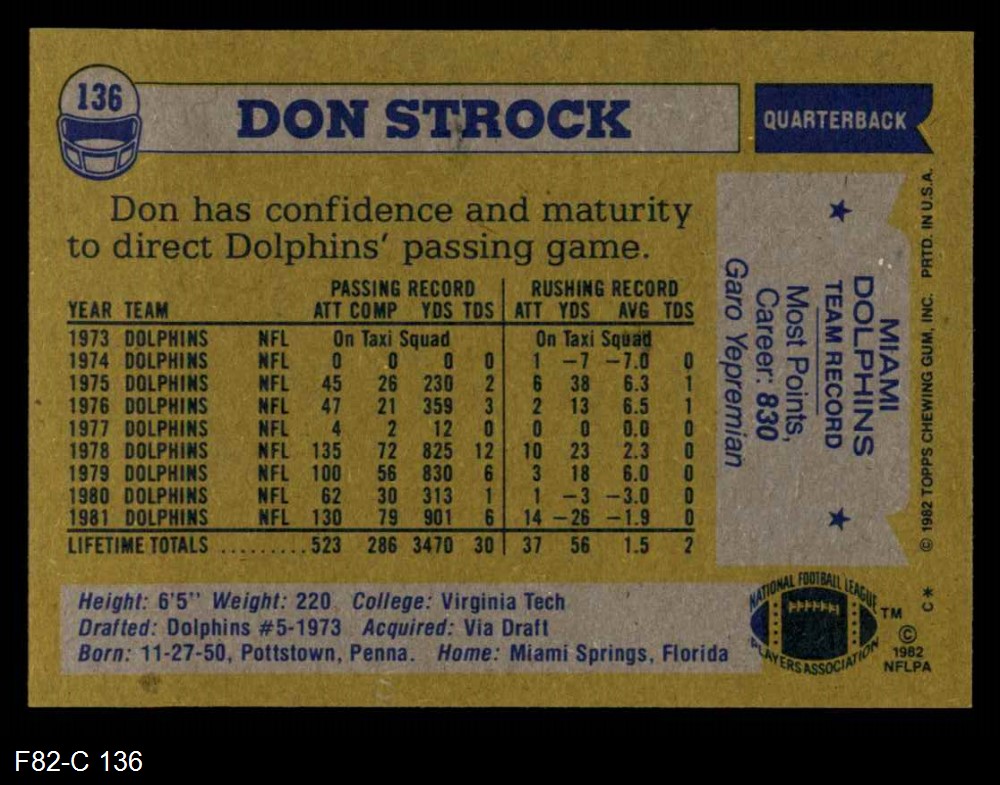 136
DON STROCK
QUARTERBACK
Don has confidence and maturity
to direct Dolphins' passing game.
PASSING RECORD RUSHING RECORD
YEAR TEAM ATT COMP YDS TDS ATT YDS AVG TDS
1973 DOLPHINS NFL On Taxi Squad On Taxi Squad
1974 DOLPHINS NFL 0 0 0 0 1 -7 -7.0 0
1975 DOLPHINS NFL 45 26 230 2 6 38 6.3 1
1976 DOLPHINS NFL 47 21 359 3 2 13 6.5 1
1977 DOLPHINS NFL 4 2 12 0 0 0 0.0 0
1978 DOLPHINS NFL 135 72 825 12 10 23 2.3 0
1979 DOLPHINS NFL 100 56 830 6 3 18 6.0 0
1980 DOLPHINS NFL 62 30 313 1 1 -3 -3.0 0
1981 DOLPHINS NFL 130 79 901 6 14 -26 -1.9 0
LIFETIME TOTALS ......... 523 286 3470 30 37 56 1.5 2
Height: 6'5" Weight: 220 College: Virginia Tech
Drafted: Dolphins #5-1973 Acquired: Via Draft
Born: 11-27-50, Pottstown, Penna. Home: Miami Springs, Florida
MIAMI
DOLPHINS
★ TEAM RECORD ★
Most Points,
Career: 830
Garo Yepremian
© 1982 TOPPS CHEWING GUM, INC. PRTD. IN U.S.A.
C*
NATIONAL FOOTBALL LEAGUE
PLAYERS ASSOCIATION
TM
©
1982
NFLPA
F82-C 136